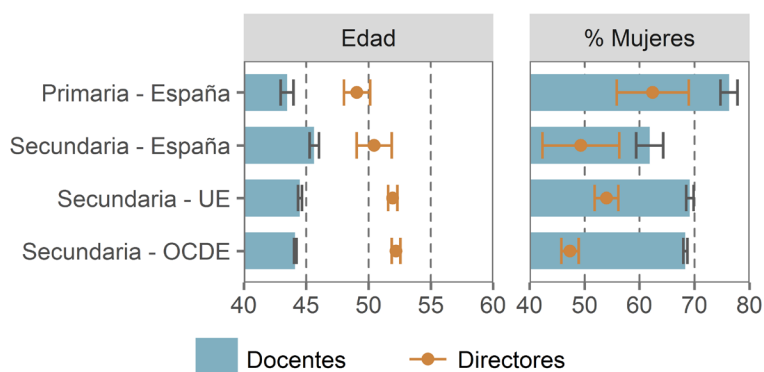 Edad
% Mujeres
Primaria - España
Secundaria - España
Secundaria - UE
Secundaria - OCDE
40 45 50 55 60
40 50 60 70 80
Docentes
Directores